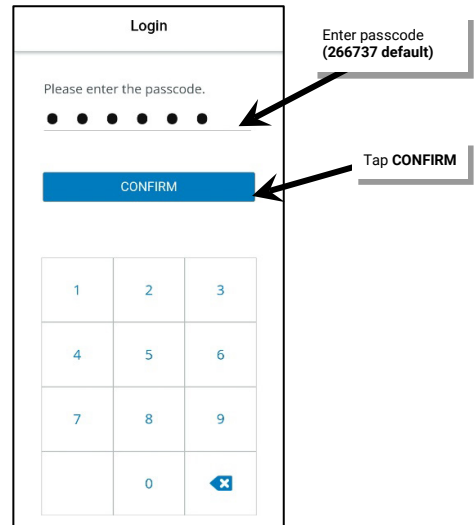 Login
Enter passcode
(266737 default)
Please enter the passcode.
Tap CONFIRM
CONFIRM
1 2 3
4 5 6
7 8 9
0